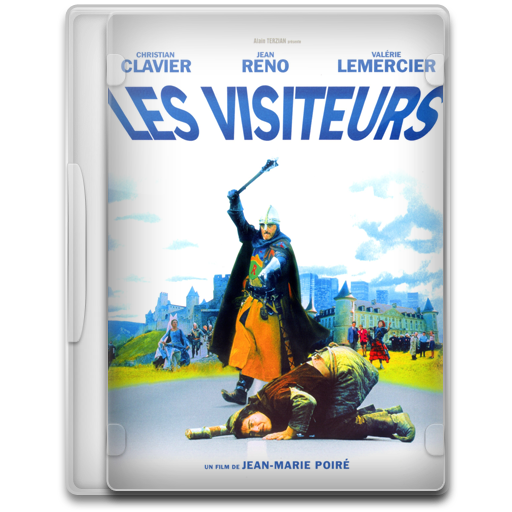 Alain TERZIAN présente
CHRISTIAN CLAVIER
JEAN RENO
VALÉRIE LEMERCIER
LES VISITEURS
UN FILM DE JEAN-MARIE POIRÉ